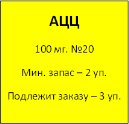 АЦЦ
100 мг. №20
Мин. запас – 2 уп.
Подлежит заказу – 3 уп.